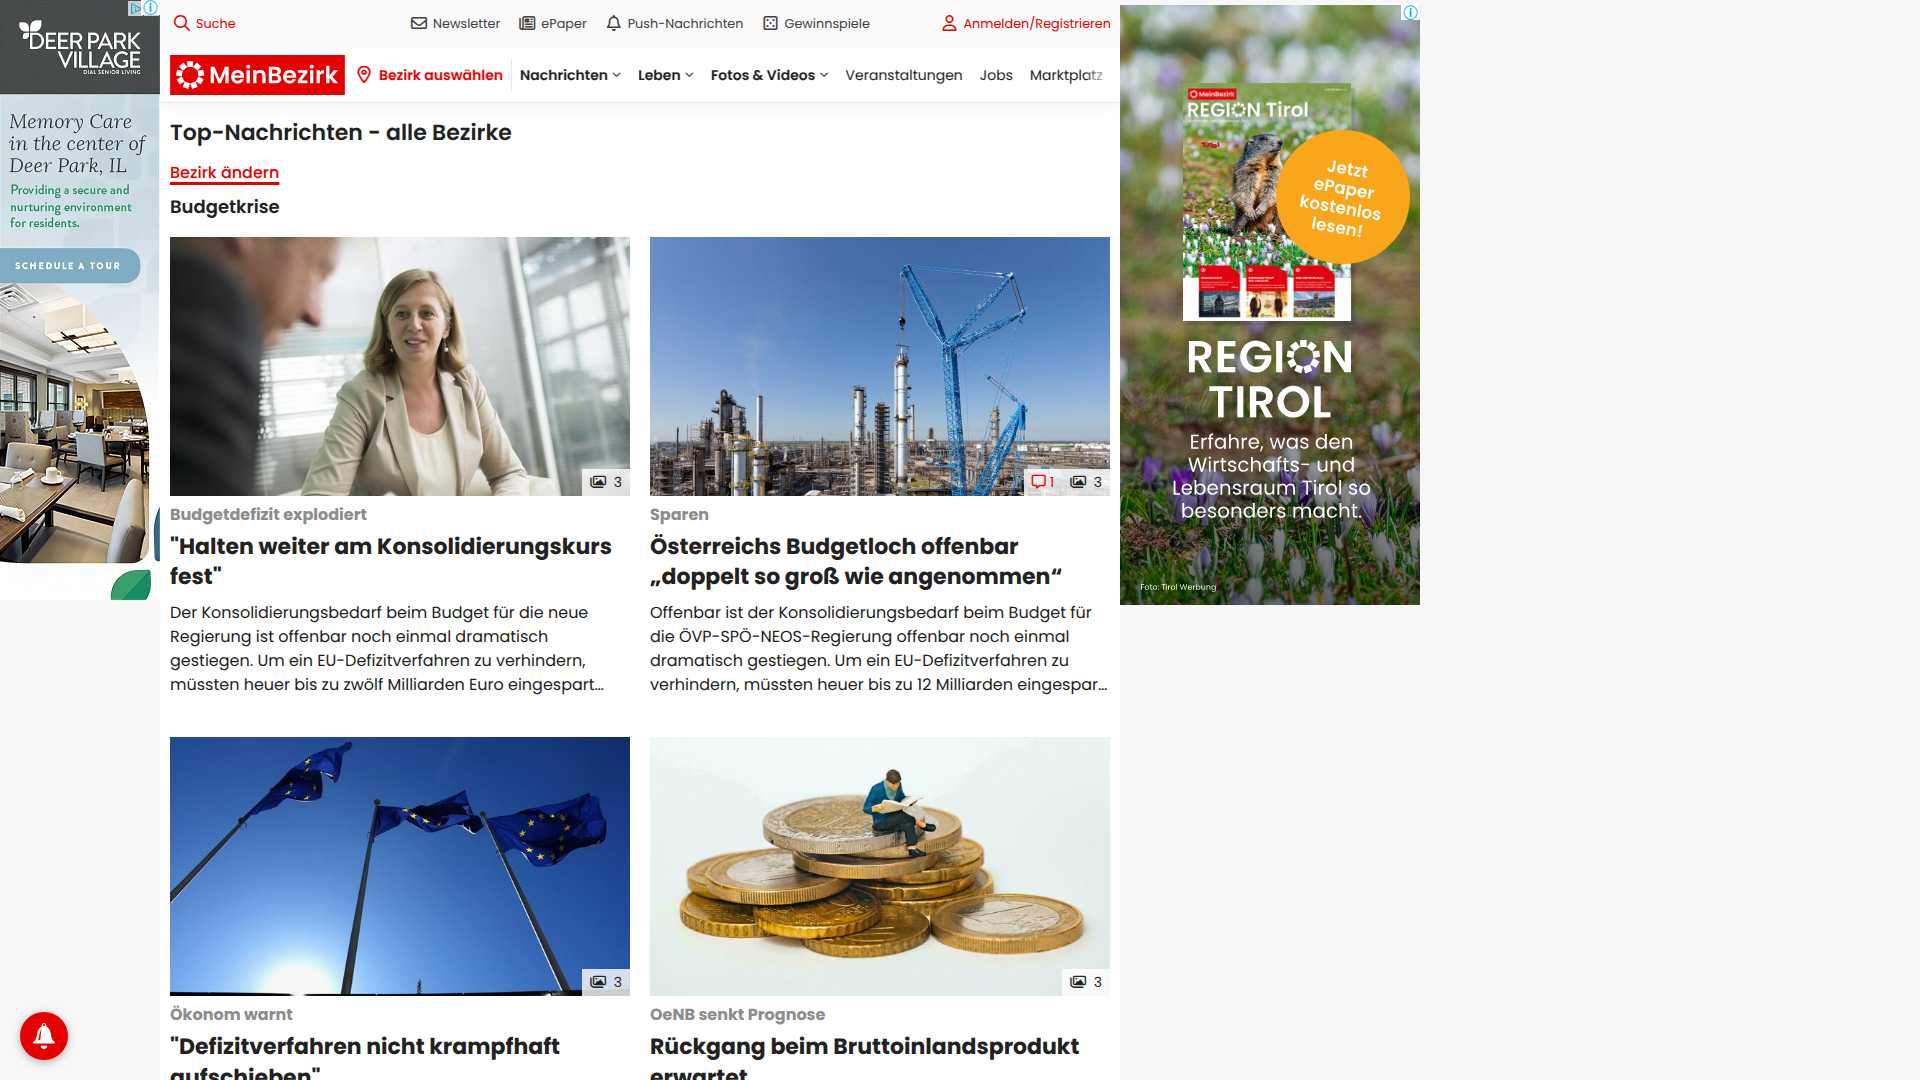 DEER PARK
VILLAGE
DIAL SENIOR LIVING
Memory Care
in the center of
Deer Park, IL
Providing a secure and
nurturing environment
for residents.
SCHEDULE A TOUR
Suche
Newsletter
ePaper
Push-Nachrichten
Gewinnspiele
Anmelden/Registrieren
MeinBezirk
Bezirk auswählen
Nachrichten
Leben
Fotos & Videos
Veranstaltungen
Jobs
Marktplatz
Top-Nachrichten - alle Bezirke
Bezirk ändern
Budgetkrise
3
Budgetdefizit explodiert
"Halten weiter am Konsolidierungskurs
fest"
Der Konsolidierungsbedarf beim Budget für die neue
Regierung ist offenbar noch einmal dramatisch
gestiegen. Um ein EU-Defizitverfahren zu verhindern,
müssten heuer bis zu zwölf Milliarden Euro eingespart...
1
3
Sparen
Österreichs Budgetloch offenbar
„doppelt so groß wie angenommen“
Offenbar ist der Konsolidierungsbedarf beim Budget für
die ÖVP-SPÖ-NEOS-Regierung offenbar noch einmal
dramatisch gestiegen. Um ein EU-Defizitverfahren zu
verhindern, müssten heuer bis zu 12 Milliarden eingespar...
3
Ökonom warnt
"Defizitverfahren nicht krampfhaft
aufschieben"
3
OeNB senkt Prognose
Rückgang beim Bruttoinlandsprodukt
erwartet
MeinBezirk
REGION Tirol
Jetzt
ePaper
kostenlos
lesen!
REGION
TIROL
Erfahre, was den
Wirtschafts- und
Lebensraum Tirol so
besonders macht.
Foto: Tirol Werbung